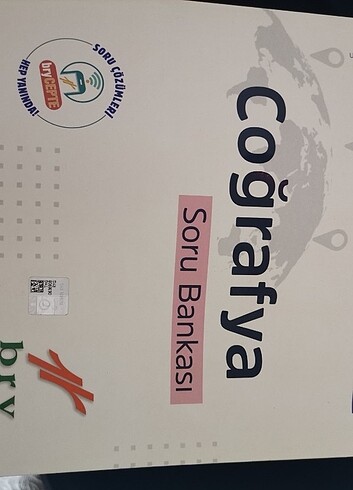 Coğrafya
Soru Bankası
SORU ÇÖZÜMLERİ
bryCEPTE
HEP YANINDA!
bry